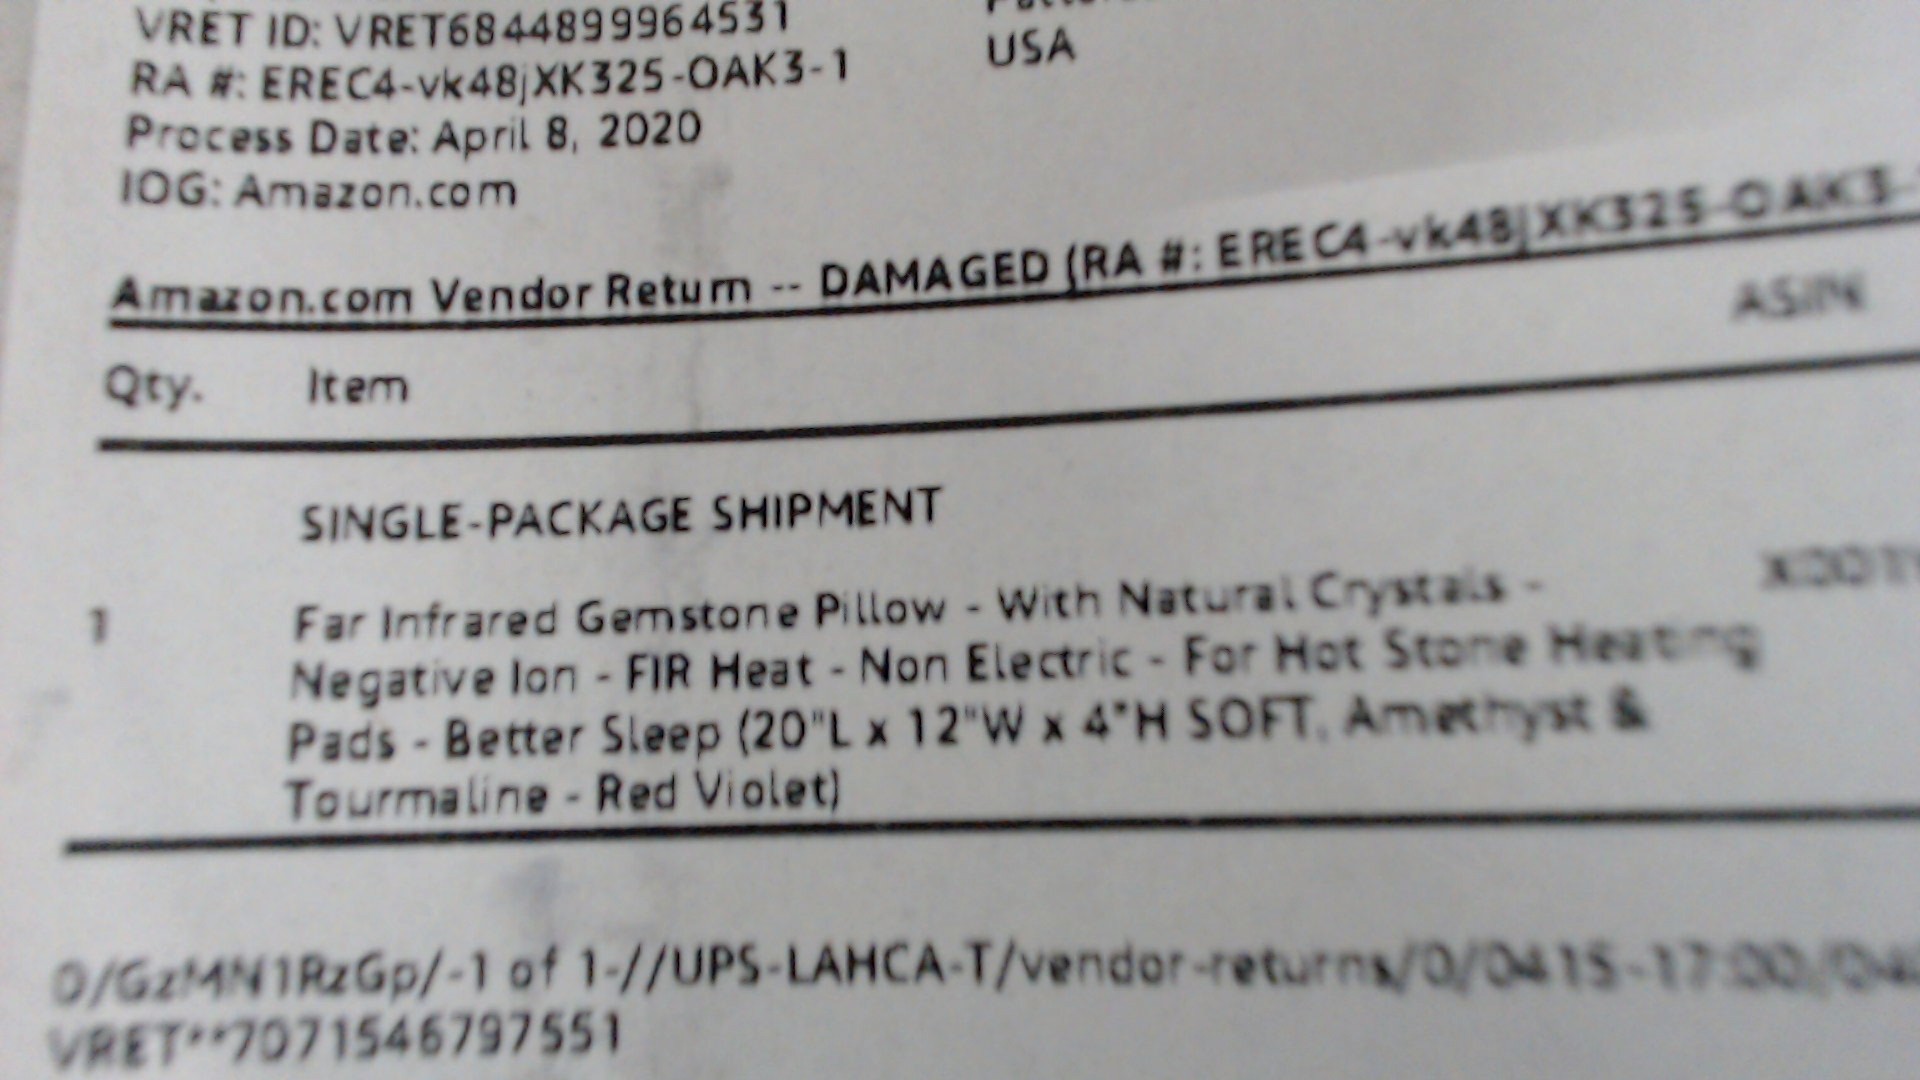 VRET ID: VRET6844899964531
RA #: EREC4-vk48jXK325-OAK3-1
USA
Process Date: April 8, 2020
IOG: Amazon.com
Amazon.com Vendor Return -- DAMAGED (RA #: EREC4-vk48jXK325-OAK3-
ASIN
Qty. Item
SINGLE-PACKAGE SHIPMENT
1 Far Infrared Gemstone Pillow - With Natural Crystals -
Negative Ion - FIR Heat - Non Electric - For Hot Stone Heating
Pads - Better Sleep (20"L x 12"W x 4"H SOFT, Amethyst &
Tourmaline - Red Violet)
0/GzMN1RzGp/-1 of 1-//UPS-LAHCA-T/vendor-returns/0/0415-17:00/
VRET**7071546797551